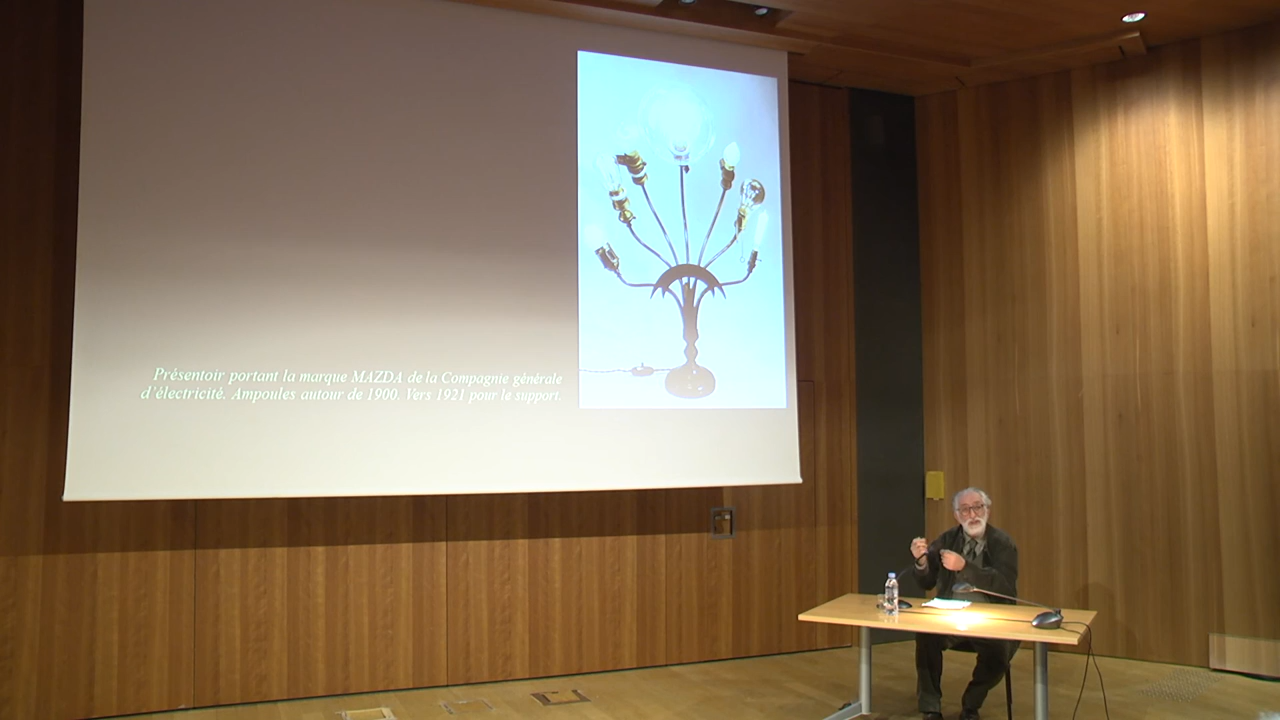 Présentoir portant la marque MAZDA de la Compagnie générale
d'électricité. Ampoules autour de 1900. Vers 1921 pour le support.